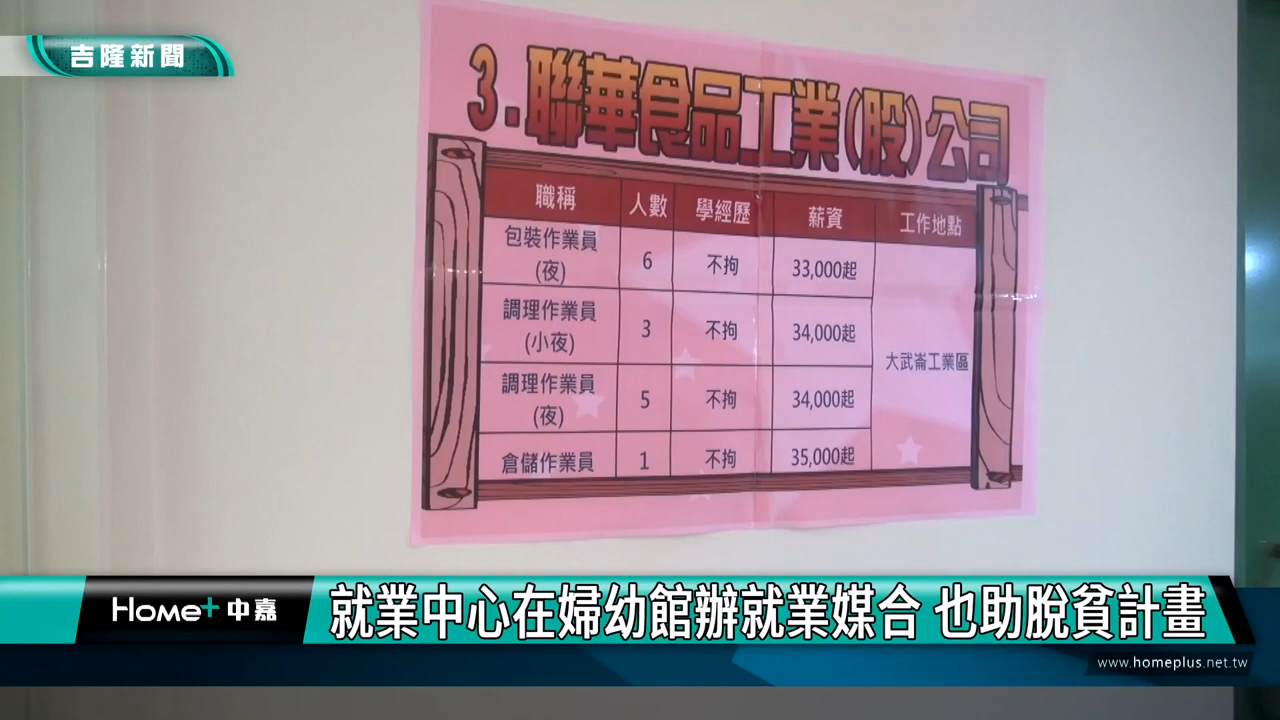 吉隆新聞
3.聯華食品工業(股)公司
職稱 人數 學經歷 薪資 工作地點
包裝作業員(夜) 6 不拘 33,000起
調理作業員(小夜) 3 不拘 34,000起
大武崙工業區
調理作業員(夜) 5 不拘 34,000起
倉儲作業員 1 不拘 35,000起
Home+中嘉
就業中心在婦幼館辦就業媒合 也助脫貧計畫
www.homeplus.net.tw